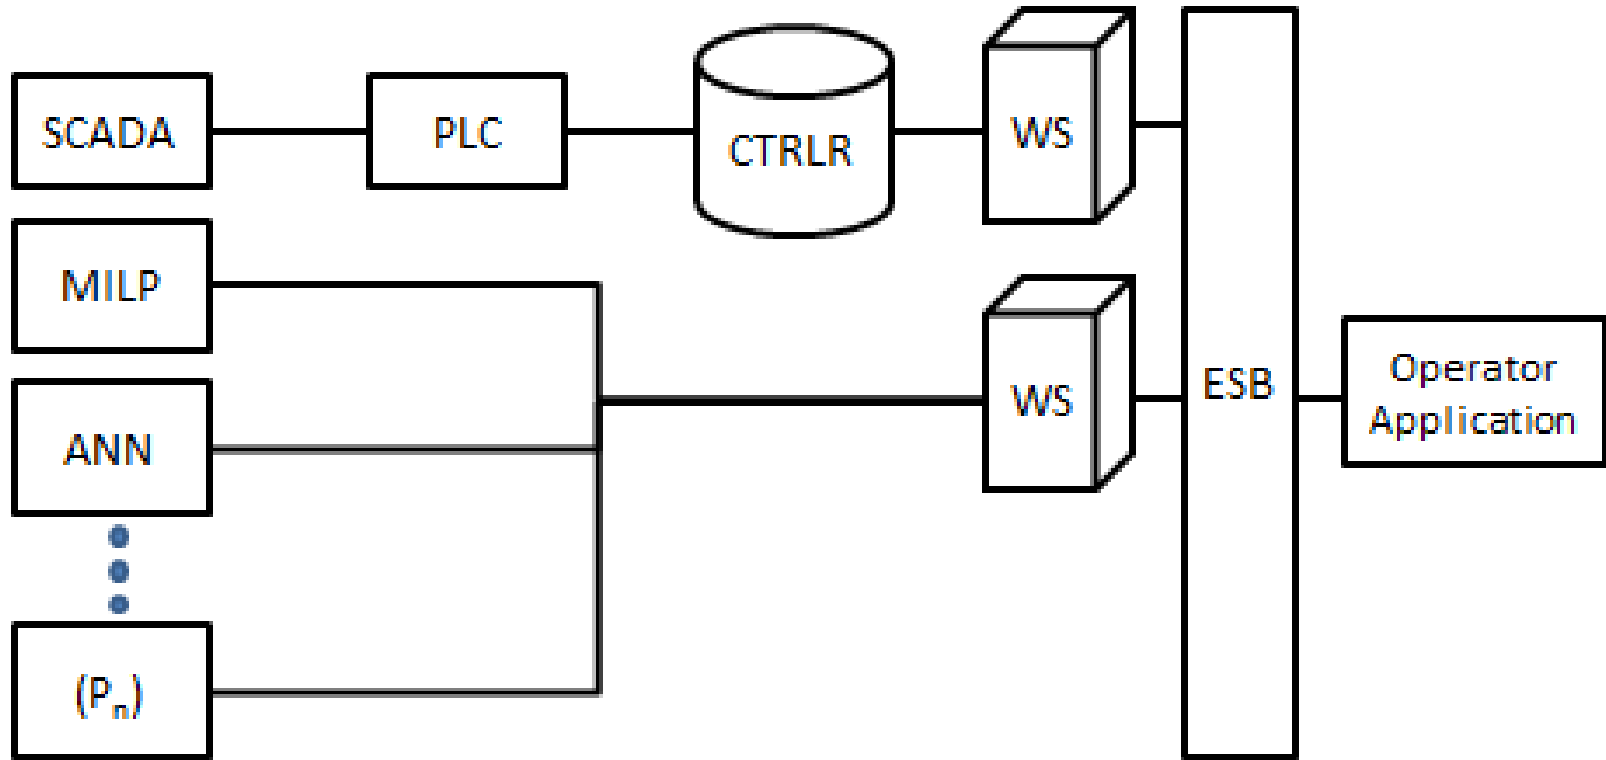 SCADA
PLC
CTRLR
WS
MILP
ANN
WS
ESB
Operator
Application
(Pn)